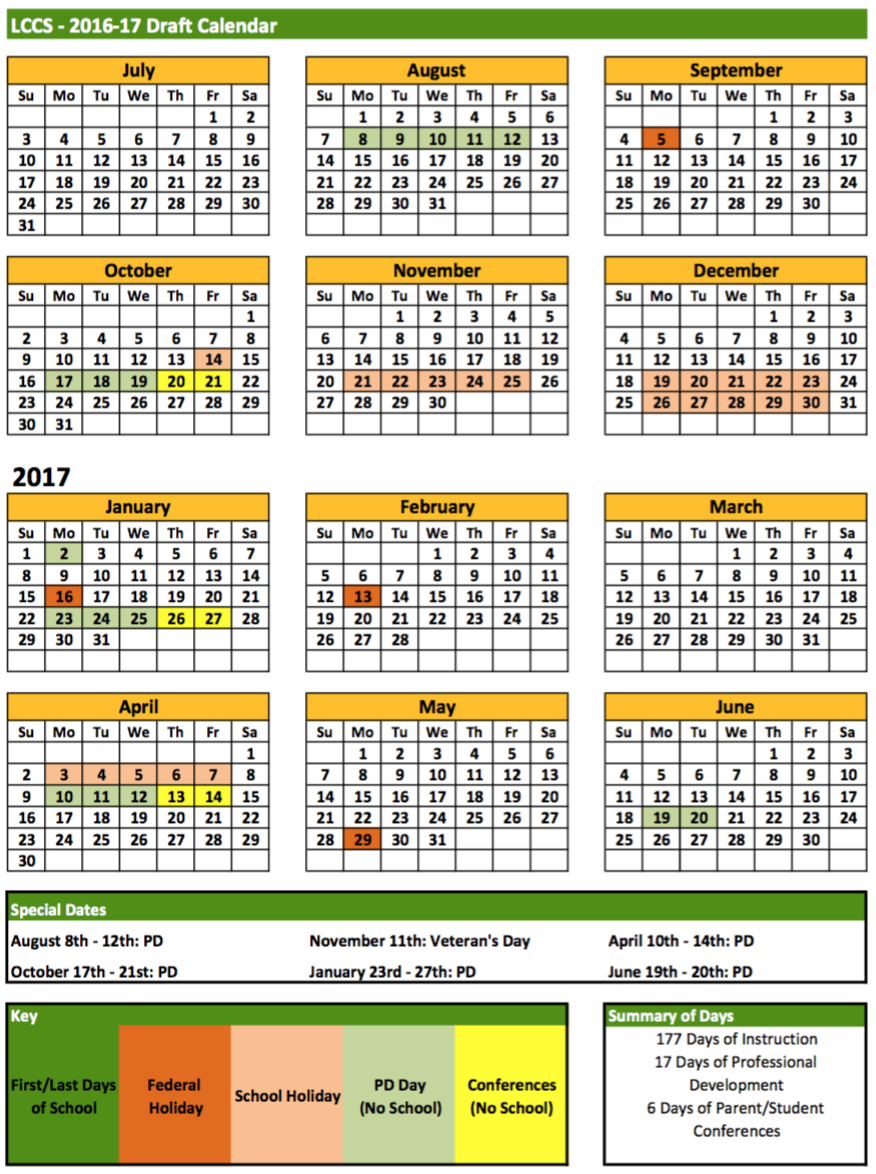 LCCS - 2016-17 Draft Calendar
July August September
Su Mo Tu We Th Fr Sa Su Mo Tu We Th Fr Sa Su Mo Tu We Th Fr Sa
1 2 1 2 3 4 5 6 1 2 3
3 4 5 6 7 8 9 7 8 9 10 11 12 13 4 5 6 7 8 9 10
10 11 12 13 14 15 16 14 15 16 17 18 19 20 11 12 13 14 15 16 17
17 18 19 20 21 22 23 21 22 23 24 25 26 27 18 19 20 21 22 23 24
24 25 26 27 28 29 30 28 29 30 31 25 26 27 28 29 30
31
October November December
Su Mo Tu We Th Fr Sa Su Mo Tu We Th Fr Sa Su Mo Tu We Th Fr Sa
1 1 2 3 4 5 1 2 3
2 3 4 5 6 7 8 6 7 8 9 10 11 12 4 5 6 7 8 9 10
9 10 11 12 13 14 15 13 14 15 16 17 18 19 11 12 13 14 15 16 17
16 17 18 19 20 21 22 20 21 22 23 24 25 26 18 19 20 21 22 23 24
23 24 25 26 27 28 29 27 28 29 30 25 26 27 28 29 30 31
30 31
2017
January February March
Su Mo Tu We Th Fr Sa Su Mo Tu We Th Fr Sa Su Mo Tu We Th Fr Sa
1 2 3 4 5 6 7 1 2 3 4 1 2 3 4
8 9 10 11 12 13 14 5 6 7 8 9 10 11 5 6 7 8 9 10 11
15 16 17 18 19 20 21 12 13 14 15 16 17 18 12 13 14 15 16 17 18
22 23 24 25 26 27 28 19 20 21 22 23 24 25 19 20 21 22 23 24 25
29 30 31 26 27 28 26 27 28 29 30 31
April May June
Su Mo Tu We Th Fr Sa Su Mo Tu We Th Fr Sa Su Mo Tu We Th Fr Sa
1 1 2 3 4 5 6 1 2 3
2 3 4 5 6 7 8 7 8 9 10 11 12 13 4 5 6 7 8 9 10
9 10 11 12 13 14 15 14 15 16 17 18 19 20 11 12 13 14 15 16 17
16 17 18 19 20 21 22 21 22 23 24 25 26 27 18 19 20 21 22 23 24
23 24 25 26 27 28 29 28 29 30 31 25 26 27 28 29 30
30
Special Dates
August 8th - 12th: PD November 11th: Veteran's Day April 10th - 14th: PD
October 17th - 21st: PD January 23rd - 27th: PD June 19th - 20th: PD
Key
First/Last Days
of School
Federal
Holiday
School Holiday
PD Day
(No School)
Conferences
(No School)
Summary of Days
177 Days of Instruction
17 Days of Professional
Development
6 Days of Parent/Student
Conferences